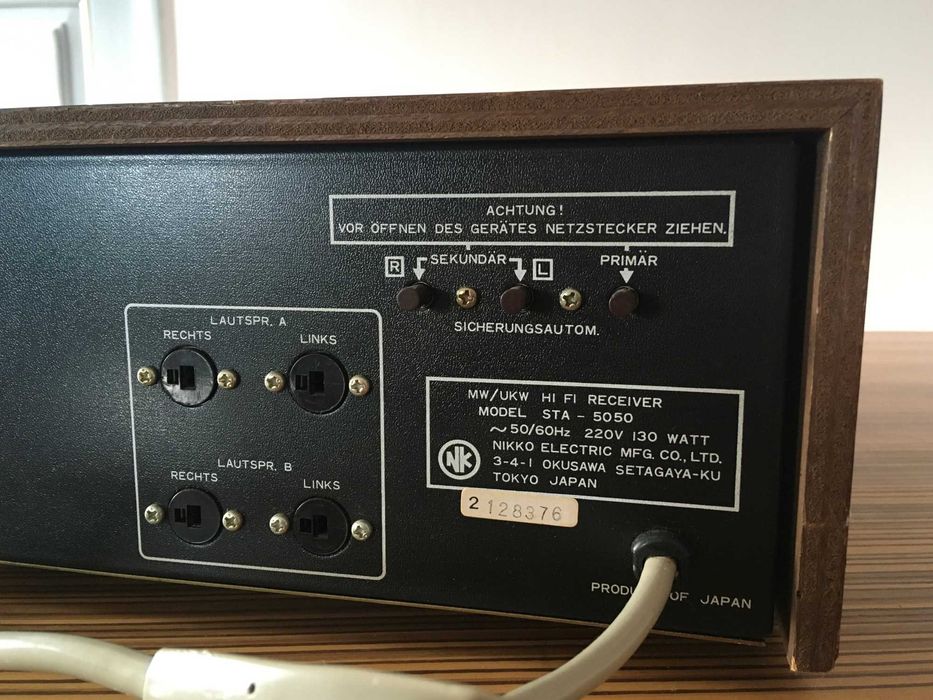 ACHTUNG!
VOR ÖFFNEN DES GERÄTES NETZSTECKER ZIEHEN.
R SEKUNDÄR L PRIMÄR
SICHERUNGSAUTOM.
LAUTSPR. A
RECHTS LINKS
LAUTSPR. B
RECHTS LINKS
MW/UKW HI FI RECEIVER
MODEL STA - 5050
~ 50/60Hz 220V 130 WATT
NK
NIKKO ELECTRIC MFG. CO., LTD.
3-4-1 OKUSAWA SETAGAYA-KU
TOKYO JAPAN
2 128376
OF JAPAN